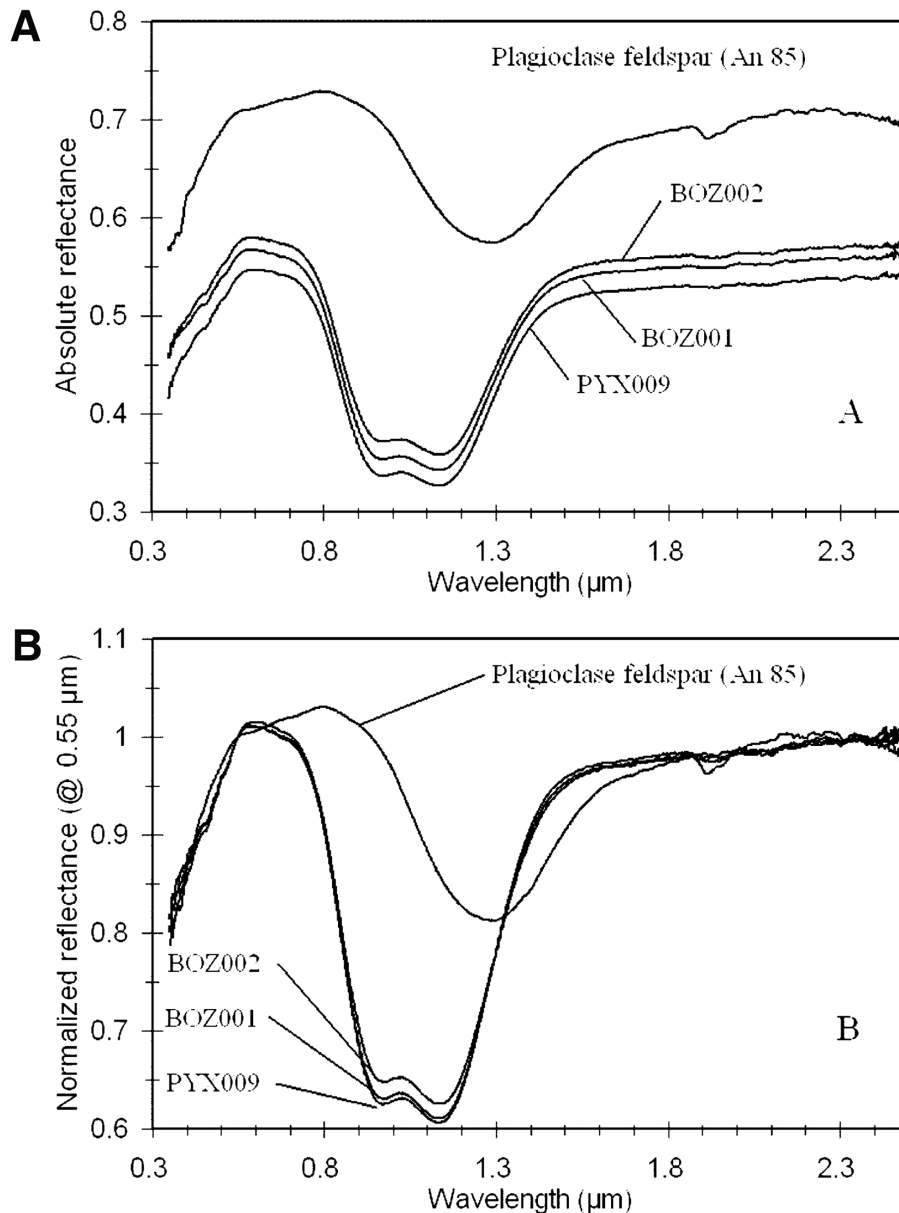 A
0.8
0.7
0.6
0.5
0.4
0.3
Absolute reflectance
Plagioclase feldspar (An 85)
BOZ002
BOZ001
PYX009
A
0.3
0.8
1.3
1.8
2.3
Wavelength (µm)
B
1.1
1
0.9
0.8
0.7
0.6
Normalized reflectance (@ 0.55 µm)
Plagioclase feldspar (An 85)
BOZ002
BOZ001
PYX009
B
0.3
0.8
1.3
1.8
2.3
Wavelength (µm)